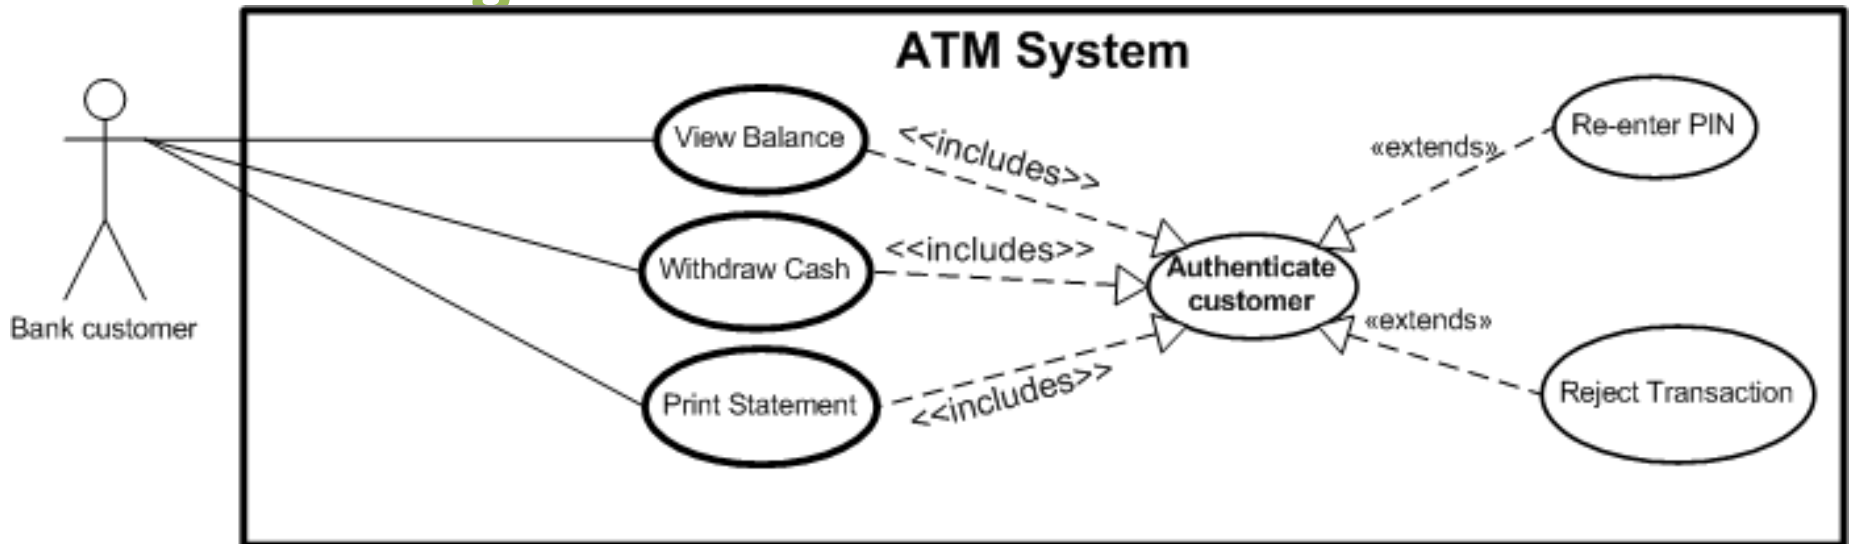 ATM System
View Balance
<<includes>>
Re-enter PIN
«extends»
Withdraw Cash
<<includes>>
Authenticate
customer
Bank customer
«extends»
Print Statement
<<includes>>
Reject Transaction